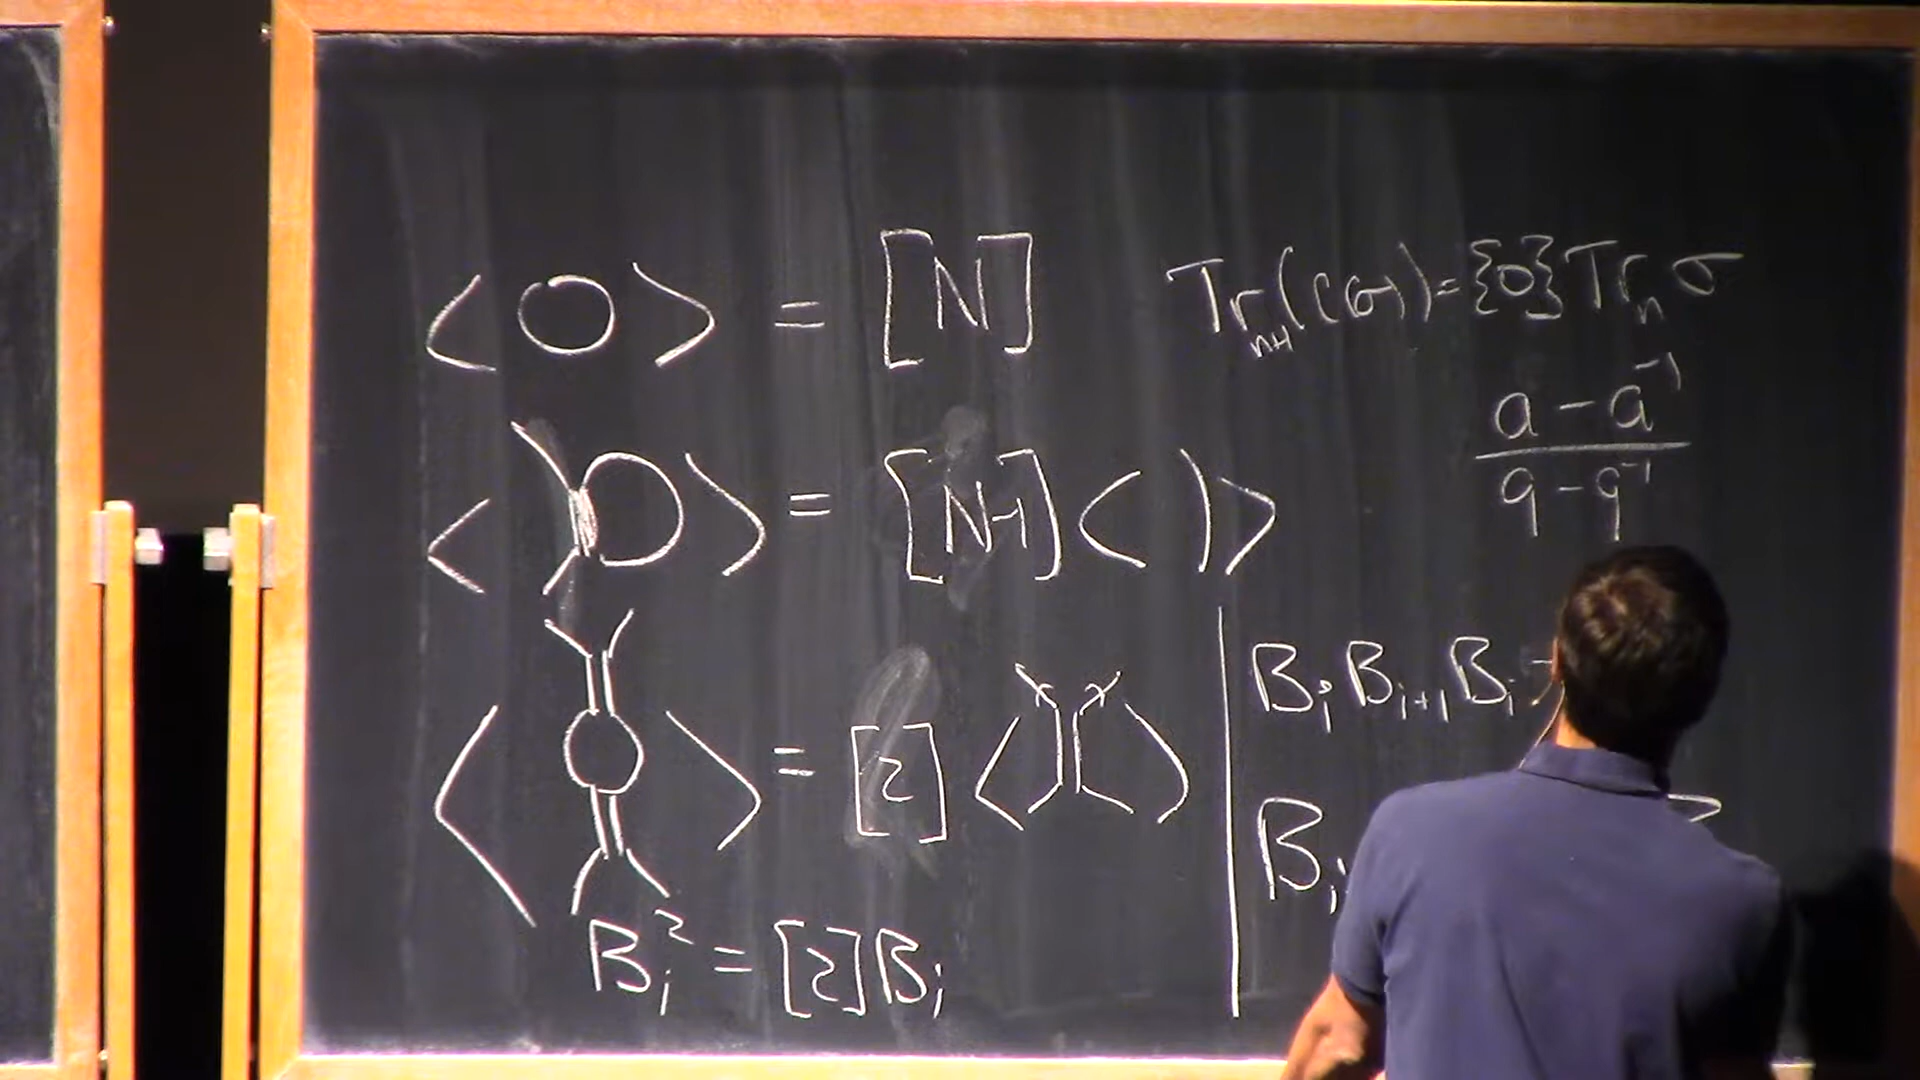 < O > = [N]
Tr_{n+1}(i(σ)) = {0} Tr_n σ
a - a^{-1}
q - q^{-1}
< > = [N-1] < ) >
< > = [2] < >
B_i^2 = [2] B_i
B_i B_{i+1} B_i -
B_i